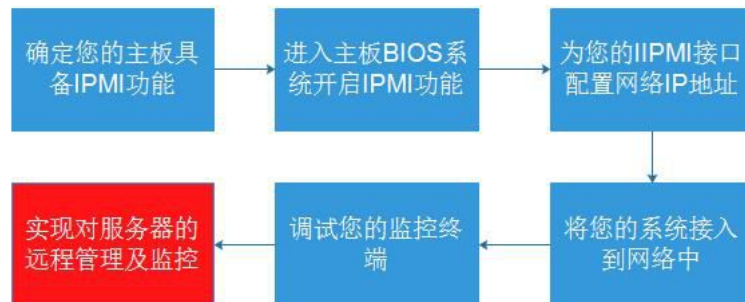 确定您的主板具
备IPMI功能
进入主板BIOS系
统开启IPMI功能
为您的IIPMI接口
配置网络IP地址
将您的系统接入
到网络中
调试您的监控终
端
实现对服务器的
远程管理及监控